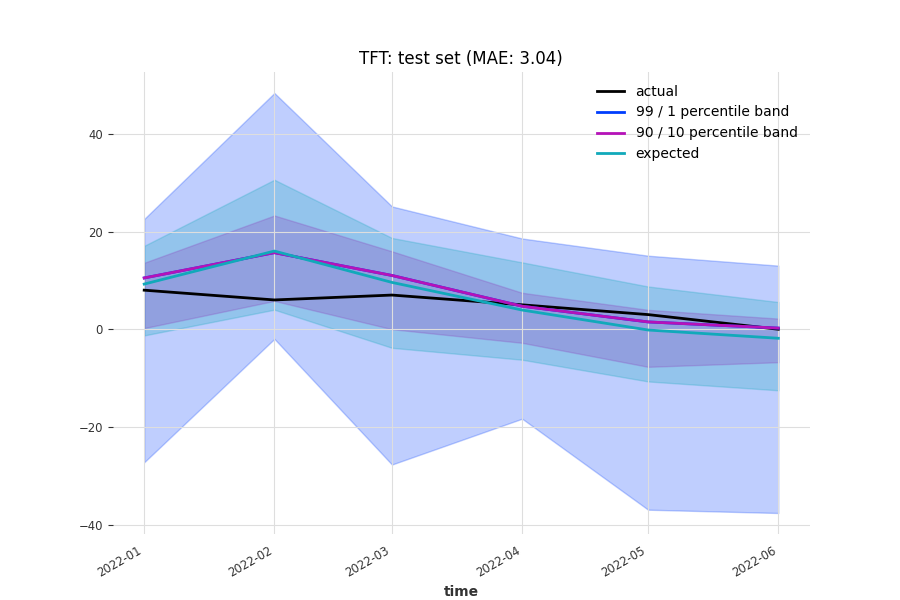 TFT: test set (MAE: 3.04)
actual
99 / 1 percentile band
90 / 10 percentile band
expected
40
20
0
−20
−40
2022-01
2022-02
2022-03
2022-04
2022-05
2022-06
time